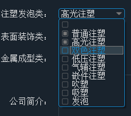 注塑发泡类： 高光注塑
普通注塑
表面装饰类： 高光注塑
金属成型类： 低压注塑
气辅注塑
嵌件注塑
吹塑
吸塑
公司简介： 发泡